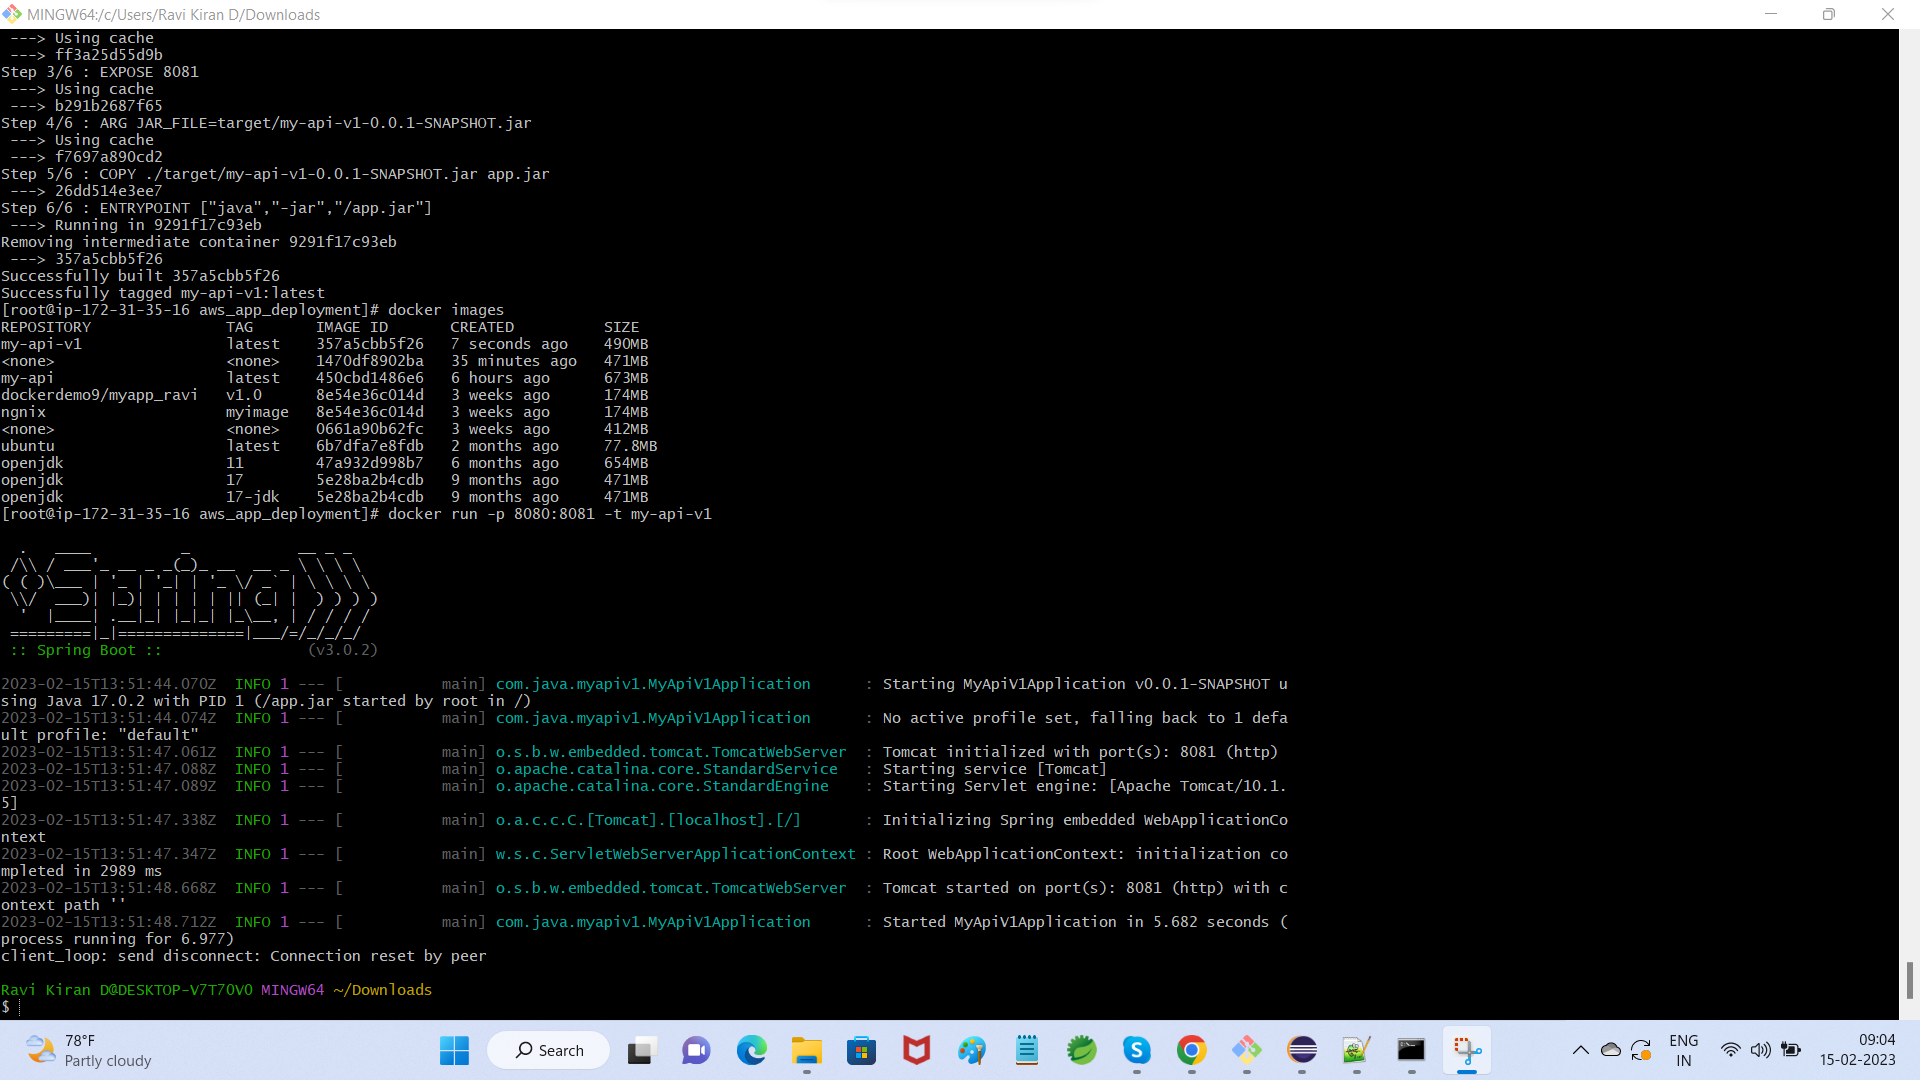 MINGW64:/c/Users/Ravi Kiran D/Downloads
 ---> Using cache
 ---> ff3a25d55d9b
Step 3/6 : EXPOSE 8081
 ---> Using cache
 ---> b291b2687f65
Step 4/6 : ARG JAR_FILE=target/my-api-v1-0.0.1-SNAPSHOT.jar
 ---> Using cache
 ---> f7697a890cd2
Step 5/6 : COPY ./target/my-api-v1-0.0.1-SNAPSHOT.jar app.jar
 ---> 26dd514e3ee7
Step 6/6 : ENTRYPOINT ["java","-jar","/app.jar"]
 ---> Running in 9291f17c93eb
Removing intermediate container 9291f17c93eb
 ---> 357a5cbb5f26
Successfully built 357a5cbb5f26
Successfully tagged my-api-v1:latest
[root@ip-172-31-35-16 aws_app_deployment]# docker images
REPOSITORY               TAG       IMAGE ID       CREATED          SIZE
my-api-v1                latest    357a5cbb5f26   7 seconds ago    490MB
<none>                   <none>    1470df8902ba   35 minutes ago   471MB
my-api                   latest    450cbd1486e6   6 hours ago      673MB
dockerdemo9/myapp_ravi   v1.0      8e54e36c014d   3 weeks ago      174MB
ngnix                    myimage   8e54e36c014d   3 weeks ago      174MB
<none>                   <none>    0661a90b62fc   3 weeks ago      412MB
ubuntu                   latest    6b7dfa7e8fdb   2 months ago     77.8MB
openjdk                  11        47a932d998b7   6 months ago     654MB
openjdk                  17        5e28ba2b4cdb   9 months ago     471MB
openjdk                  17-jdk    5e28ba2b4cdb   9 months ago     471MB
[root@ip-172-31-35-16 aws_app_deployment]# docker run -p 8080:8081 -t my-api-v1
Spring
 :: Spring Boot ::                (v3.0.2)
2023-02-15T13:51:44.070Z  INFO 1 --- [           main] com.java.myapiv1.MyApiV1Application      : Starting MyApiV1Application v0.0.1-SNAPSHOT u
sing Java 17.0.2 with PID 1 (/app.jar started by root in /)
2023-02-15T13:51:44.074Z  INFO 1 --- [           main] com.java.myapiv1.MyApiV1Application      : No active profile set, falling back to 1 defa
ult profile: "default"
2023-02-15T13:51:47.061Z  INFO 1 --- [           main] o.s.b.w.embedded.tomcat.TomcatWebServer  : Tomcat initialized with port(s): 8081 (http)
2023-02-15T13:51:47.088Z  INFO 1 --- [           main] o.apache.catalina.core.StandardService   : Starting service [Tomcat]
2023-02-15T13:51:47.089Z  INFO 1 --- [           main] o.apache.catalina.core.StandardEngine    : Starting Servlet engine: [Apache Tomcat/10.1.
5]
2023-02-15T13:51:47.338Z  INFO 1 --- [           main] o.a.c.c.C.[Tomcat].[localhost].[/]       : Initializing Spring embedded WebApplicationCo
ntext
2023-02-15T13:51:47.347Z  INFO 1 --- [           main] w.s.c.ServletWebServerApplicationContext : Root WebApplicationContext: initialization co
mpleted in 2989 ms
2023-02-15T13:51:48.668Z  INFO 1 --- [           main] o.s.b.w.embedded.tomcat.TomcatWebServer  : Tomcat started on port(s): 8081 (http) with c
ontext path ''
2023-02-15T13:51:48.712Z  INFO 1 --- [           main] com.java.myapiv1.MyApiV1Application      : Started MyApiV1Application in 5.682 seconds (
process running for 6.977)
client_loop: send disconnect: Connection reset by peer
Ravi Kiran D@DESKTOP-V7T70V0 MINGW64 ~/Downloads
$
78°F
Partly cloudy
Search
ENG
IN
09:04
15-02-2023